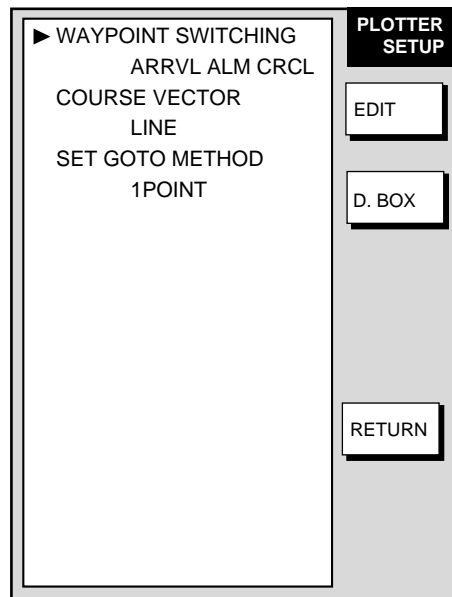 ▶ WAYPOINT SWITCHING
ARRVL ALM CRCL
COURSE VECTOR
LINE
SET GOTO METHOD
1POINT
PLOTTER
SETUP
EDIT
D. BOX
RETURN